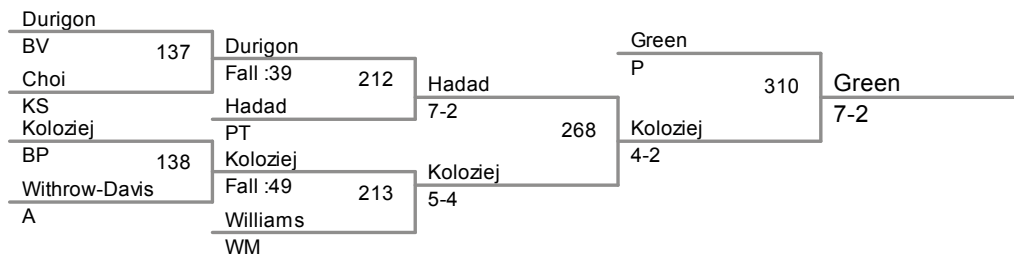 Durigon
BV
137
Choi
KS
Koloziej
BP
138
Withrow-Davis
A
Durigon
Fall :39
212
Hadad
PT
Koloziej
Fall :49
213
Williams
WM
Hadad
7-2
268
Koloziej
5-4
Green
P
310
Koloziej
4-2
Green
7-2